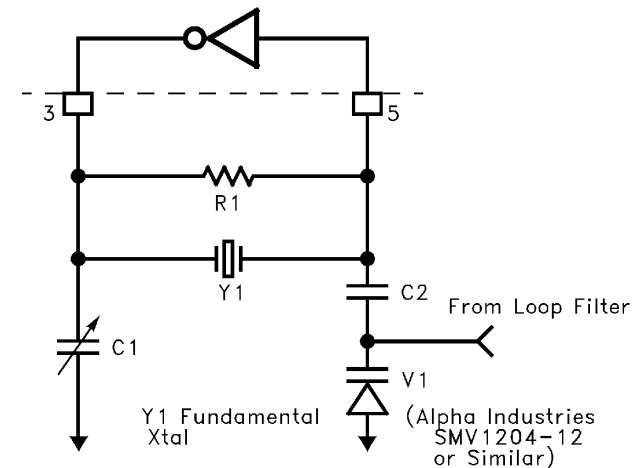 3
5
R1
Y1
C2
From Loop Filter
C1
V1
Y1 Fundamental
Xtal
(Alpha Industries
SMV1204-12
or Similar)